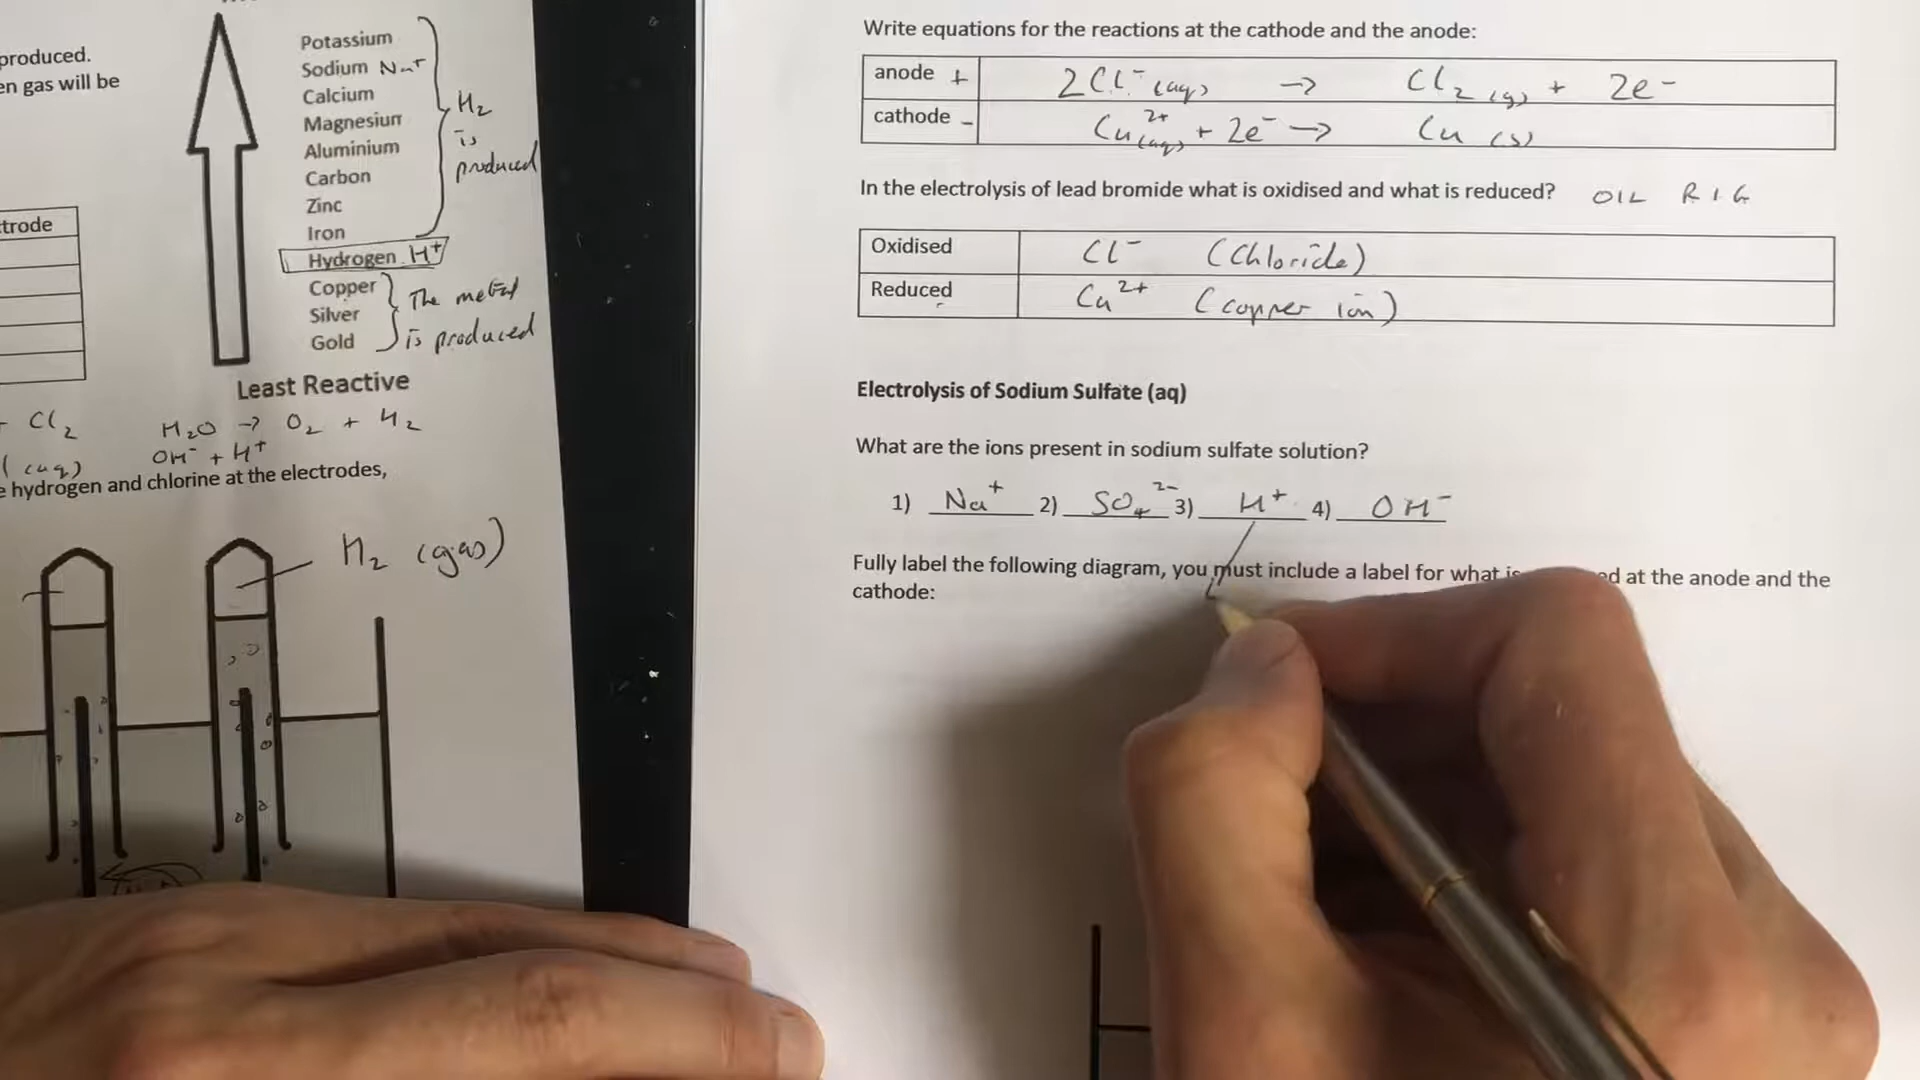 produced.
en gas will be
trode
Potassium
Sodium Na+
Calcium
Magnesium
Aluminium
Carbon
Zinc
Iron
H2
is
produced
Hydrogen H+
Copper
Silver
Gold
The metal
is produced
Least Reactive
Cl2
H2O → O2 + H2
OH- + H+
(aq)
hydrogen and chlorine at the electrodes,
H2 (gas)
Write equations for the reactions at the cathode and the anode:
anode + 2Cl- (aq) → Cl2 (g) + 2e-
cathode - Cu2+ (aq) + 2e- → Cu (s)
In the electrolysis of lead bromide what is oxidised and what is reduced? OIL RIG
Oxidised Cl- (Chloride)
Reduced Cu2+ (copper ion)
Electrolysis of Sodium Sulfate (aq)
What are the ions present in sodium sulfate solution?
1) Na+ 2) SO4 2- 3) H+ 4) OH-
Fully label the following diagram, you must include a label for what is at the anode and the
cathode: